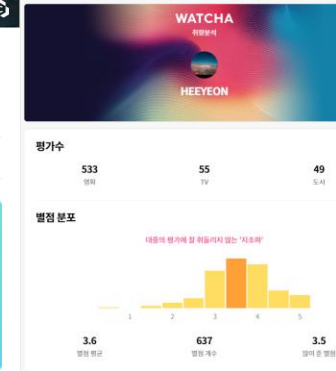 WATCHA
취향분석
HEEYEON
평가수
533 55 49
영화 TV 도서
별점 분포
대중의 평가에 잘 휘둘리지 않는 '지조파'
1 2 3 4 5
3.6 637 3.5
별점 평균 별점 개수 많이 준 별점